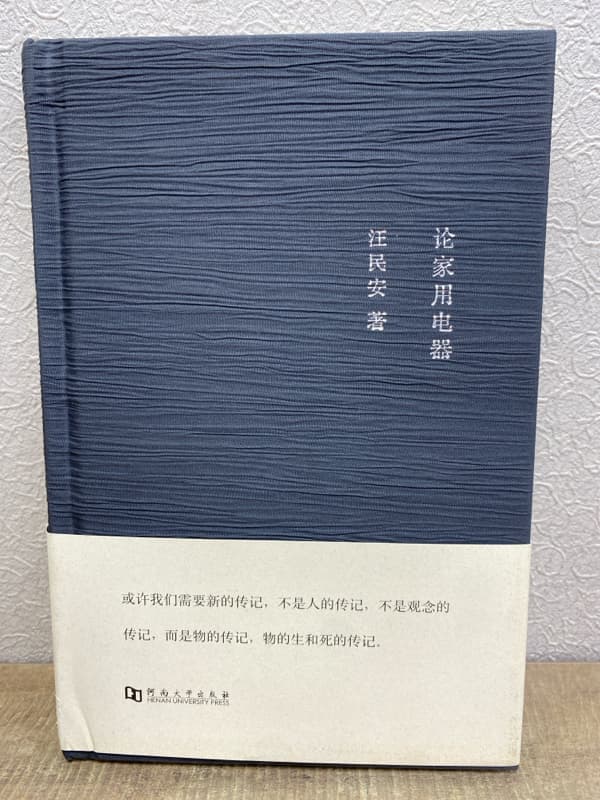 论家用电器
汪民安 著
或许我们需要新的传记，不是人的传记，不是观念的
传记，而是物的传记，物的生和死的传记。
河南大学出版社
HENAN UNIVERSITY PRESS